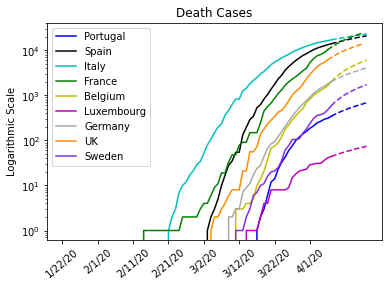 Death Cases
Logarithmic Scale
10⁴
10³
10²
10¹
10⁰
Portugal
Spain
Italy
France
Belgium
Luxembourg
Germany
UK
Sweden
1/22/20
2/1/20
2/11/20
2/21/20
3/2/20
3/12/20
3/22/20
4/1/20